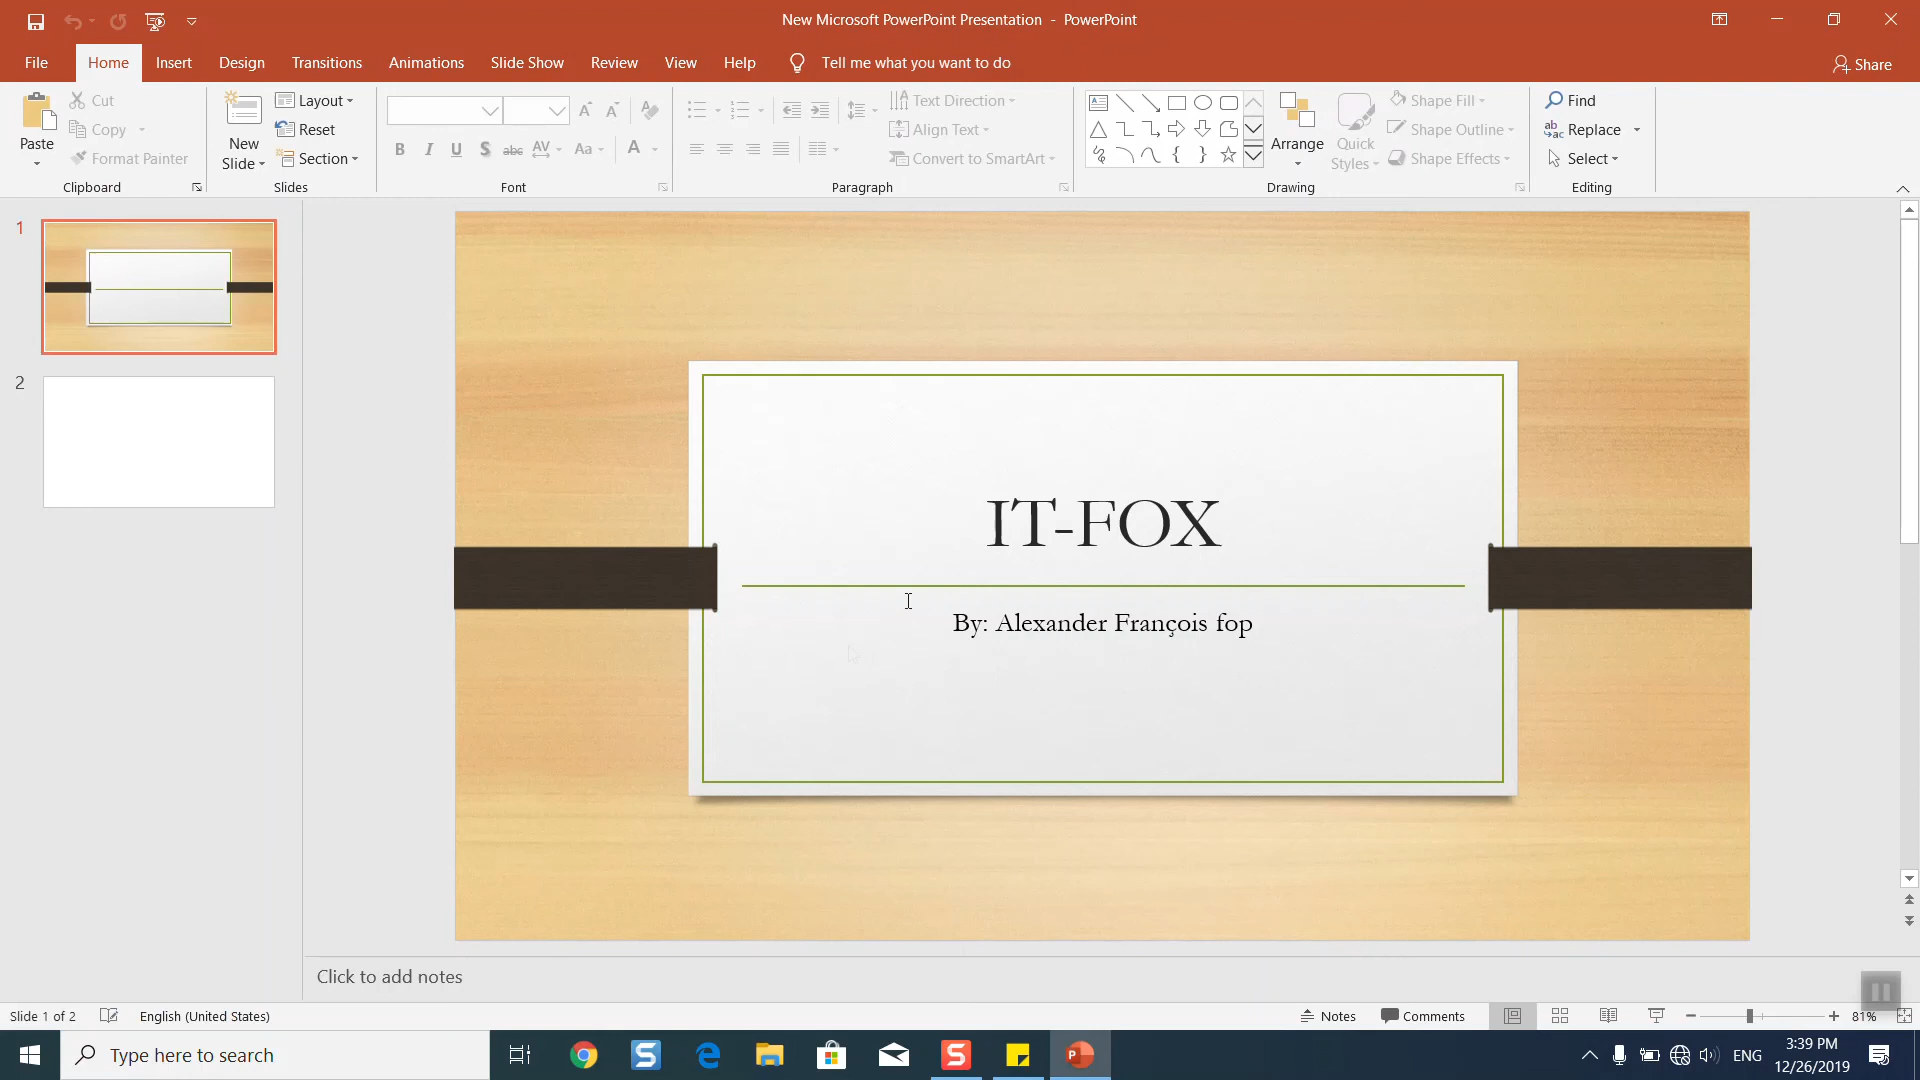 New Microsoft PowerPoint Presentation - PowerPoint
File Home Insert Design Transitions Animations Slide Show Review View Help Tell me what you want to do Share
Paste
Cut
Copy
Format Painter
Clipboard
New Slide
Layout
Reset
Section
Slides
B I U S abc AV Aa A
Font
Text Direction
Align Text
Convert to SmartArt
Paragraph
Arrange
Quick Styles
Shape Fill
Shape Outline
Shape Effects
Drawing
Find
Replace
Select
Editing
1
2
IT-FOX
By: Alexander François fop
Click to add notes
Slide 1 of 2 English (United States) Notes Comments 81%
Type here to search
ENG
3:39 PM
12/26/2019